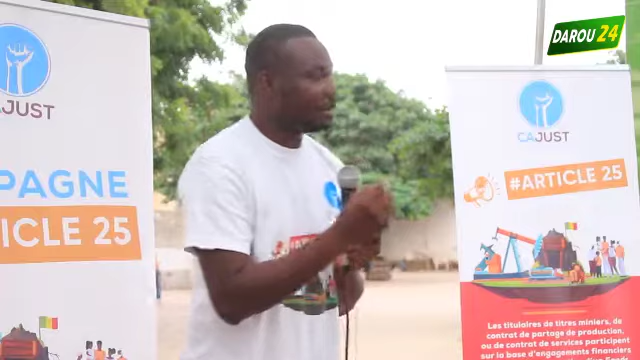 DAROU 24
CAJUST
#ARTICLE 25
Les titulaires de titres miniers, de
contrat de partage de production,
ou de contrat de services participent
sur la base d'engagements financiers
AJUST
PAGNE
ICLE 25